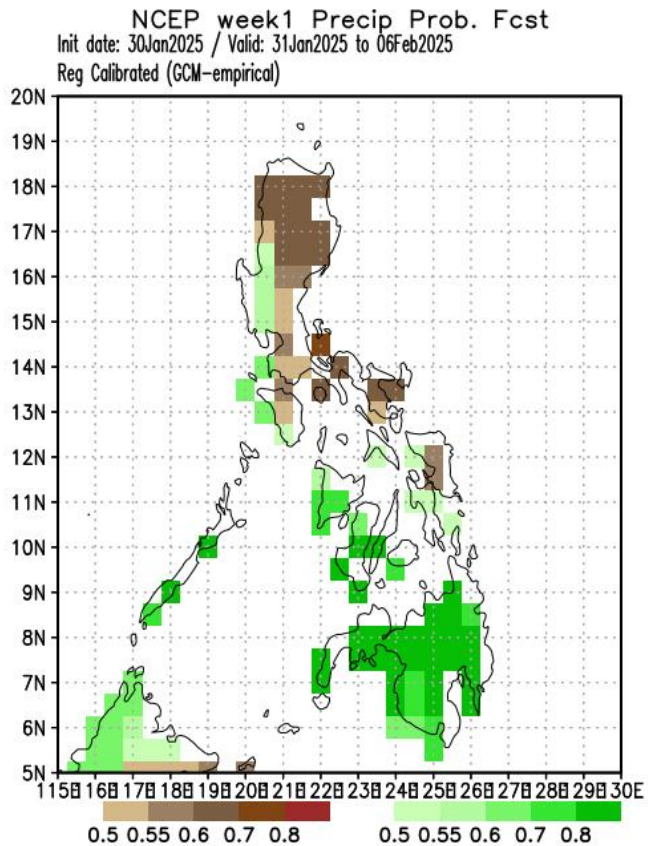 NCEP week1 Precip Prob. Fcst
Init date: 30Jan2025 / Valid: 31Jan2025 to 06Feb2025
Reg Calibrated (GCM-empirical)
20N
19N
18N
17N
16N
15N
14N
13N
12N
11N
10N
9N
8N
7N
6N
5N
115E 116E 117E 118E 119E 120E 121E 122E 123E 124E 125E 126E 127E 128E 129E 130E
0.5 0.55 0.6 0.7 0.8 0.5 0.55 0.6 0.7 0.8